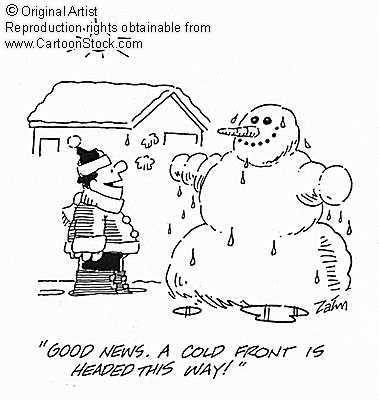 © Original Artist
Reproduction rights obtainable from
www.CartoonStock.com
Zahn
"GOOD NEWS. A COLD FRONT IS
HEADED THIS WAY!"